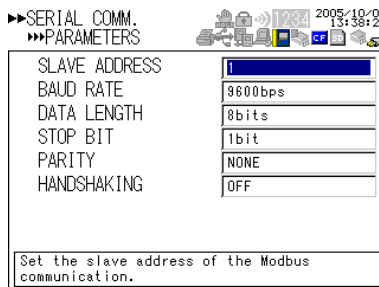 ▸▸SERIAL COMM.
▸▸▸PARAMETERS
1234
2005/10/0
13:38:2
CF
SD
SLAVE ADDRESS 1
BAUD RATE 9600bps
DATA LENGTH 8bits
STOP BIT 1bit
PARITY NONE
HANDSHAKING OFF
Set the slave address of the Modbus
communication.